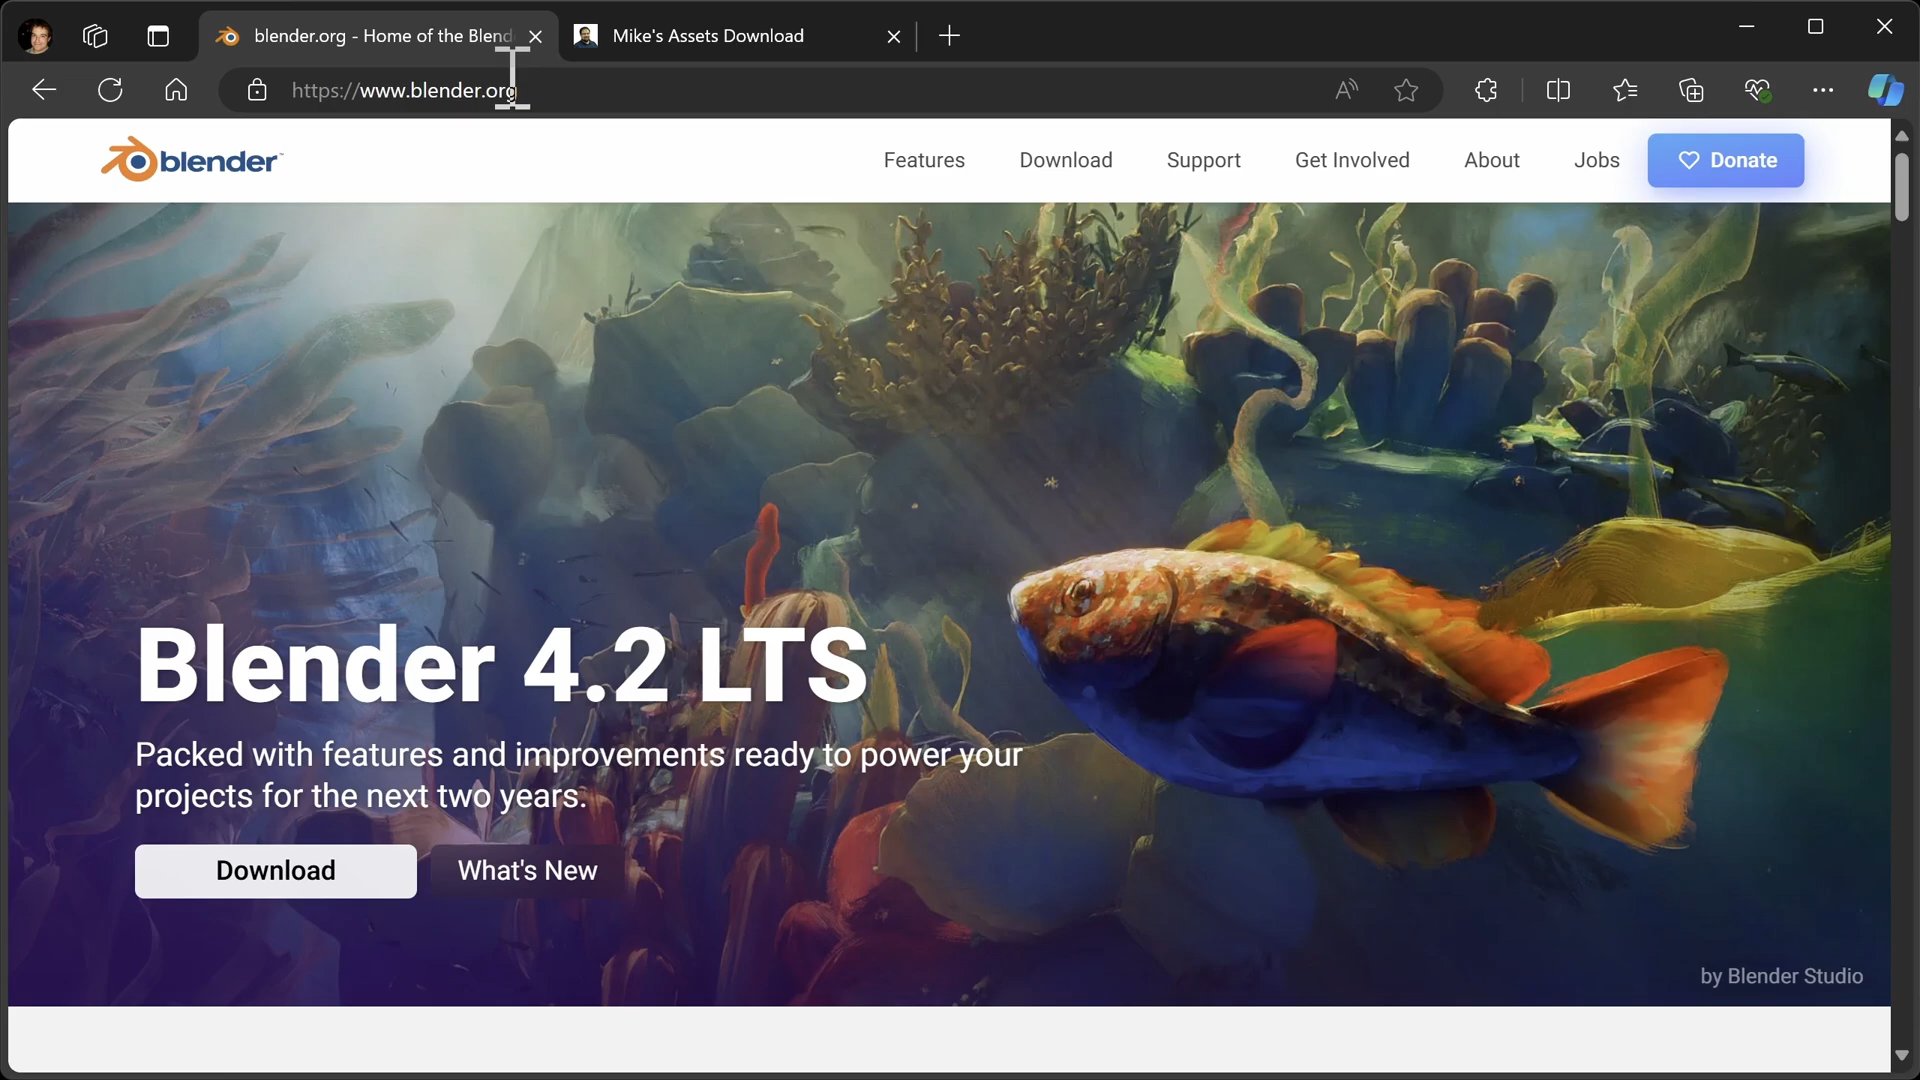 blender.org - Home of the Blend
Mike's Assets Download
https://www.blender.org
blender
Features
Download
Support
Get Involved
About
Jobs
Donate
Blender 4.2 LTS
Packed with features and improvements ready to power your
projects for the next two years.
Download
What's New
by Blender Studio